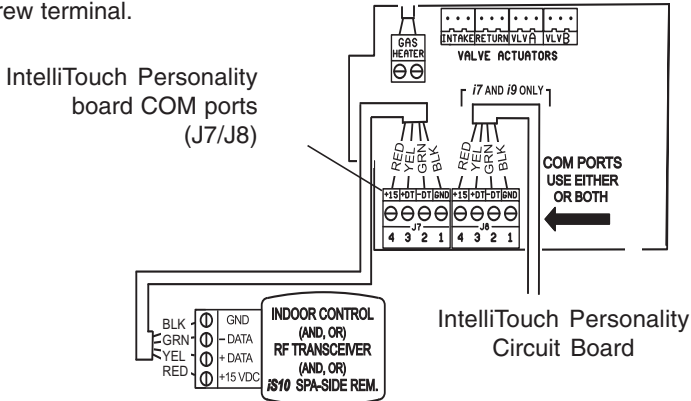 rew terminal.
GAS
HEATER
INTAKE RETURN VLV A VLV B
VALVE ACTUATORS
IntelliTouch Personality
board COM ports
(J7/J8)
i7 AND i9 ONLY
RED YEL GRN BLK
RED YEL GRN BLK
+15 +DT -DT GND +15 +DT -DT GND
J7 J8
4 3 2 1 4 3 2 1
COM PORTS
USE EITHER
OR BOTH
BLK GND
GRN - DATA
YEL + DATA
RED +15 VDC
INDOOR CONTROL
(AND, OR)
RF TRANSCEIVER
(AND, OR)
iS10 SPA-SIDE REM.
IntelliTouch Personality
Circuit Board